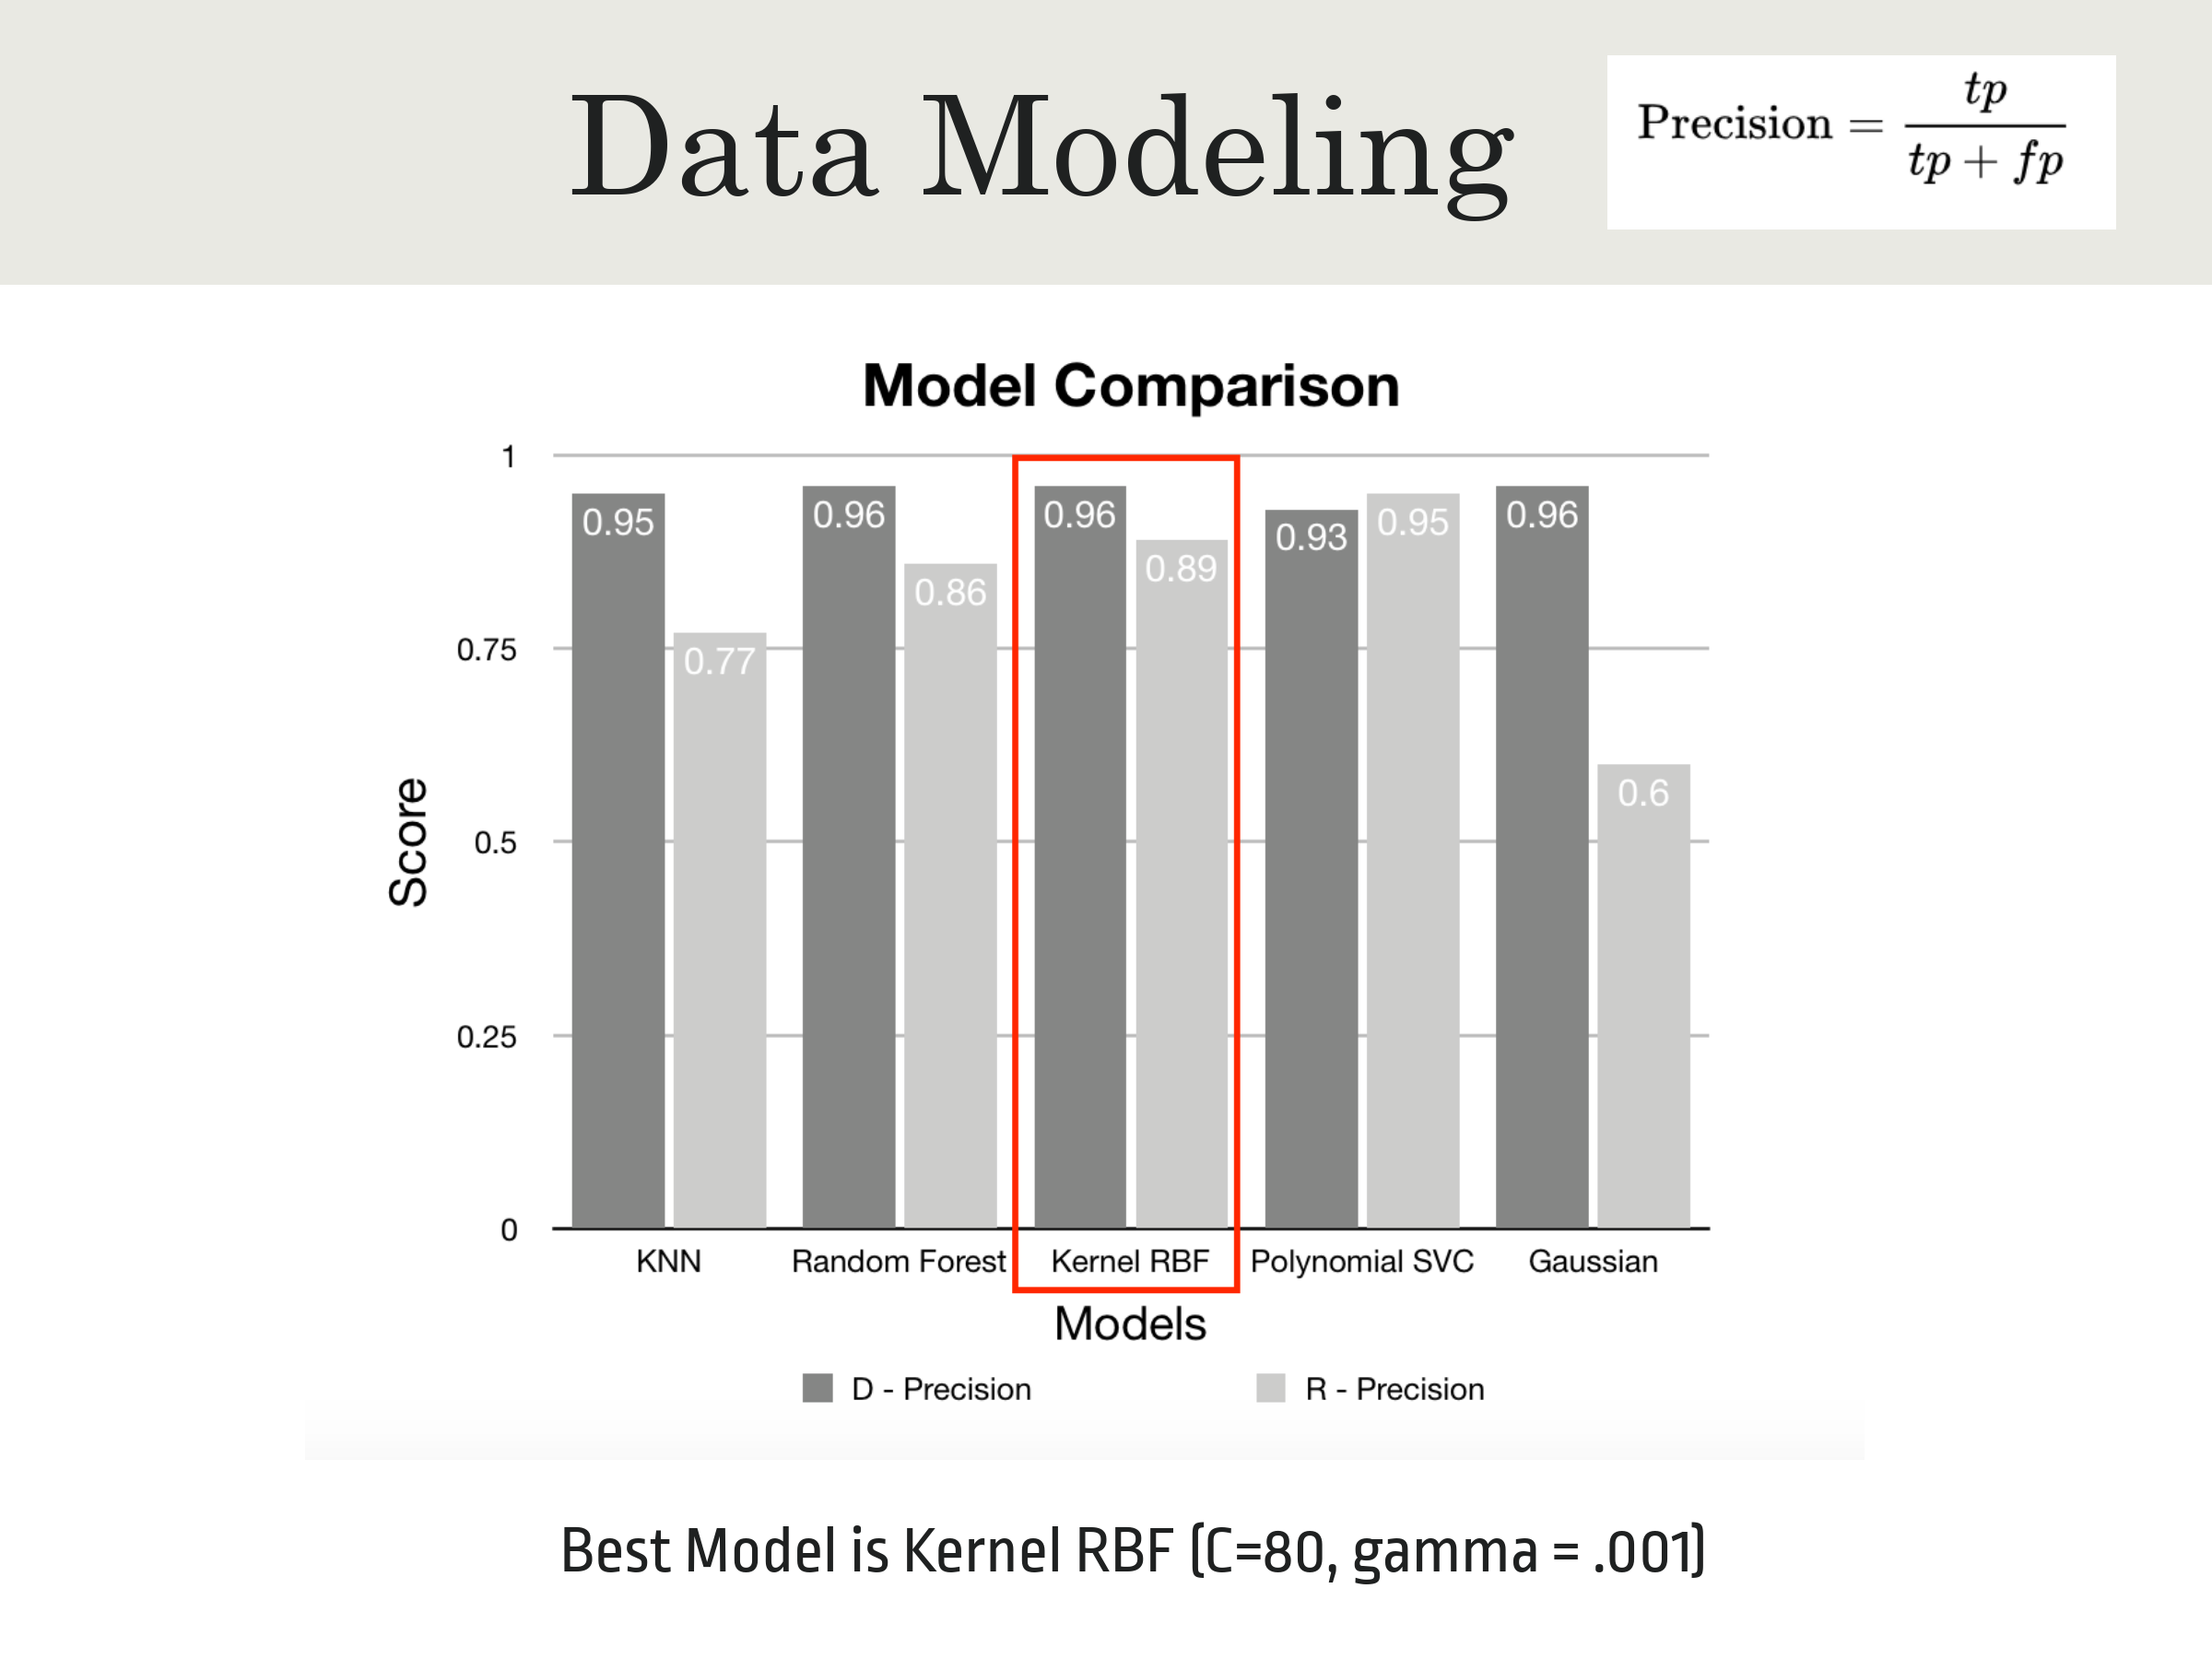 Data Modeling
Precision = tp / tp + fp
Model Comparison
1
0.75
0.5
0.25
0
Score
0.95
0.77
0.96
0.86
0.96
0.89
0.93
0.95
0.96
0.6
KNN
Random Forest
Kernel RBF
Polynomial SVC
Gaussian
Models
D - Precision
R - Precision
Best Model is Kernel RBF (C=80, gamma = .001)